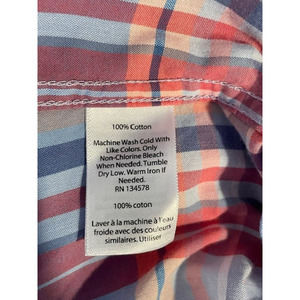 100% Cotton
Machine Wash Cold With
Like Colors. Only
Non-Chlorine Bleach
When Needed. Tumble
Dry Low. Warm Iron If
Needed.
RN 134578
100% coton
Laver à la machine à l'eau
froide avec des couleurs
similaires. Utiliser